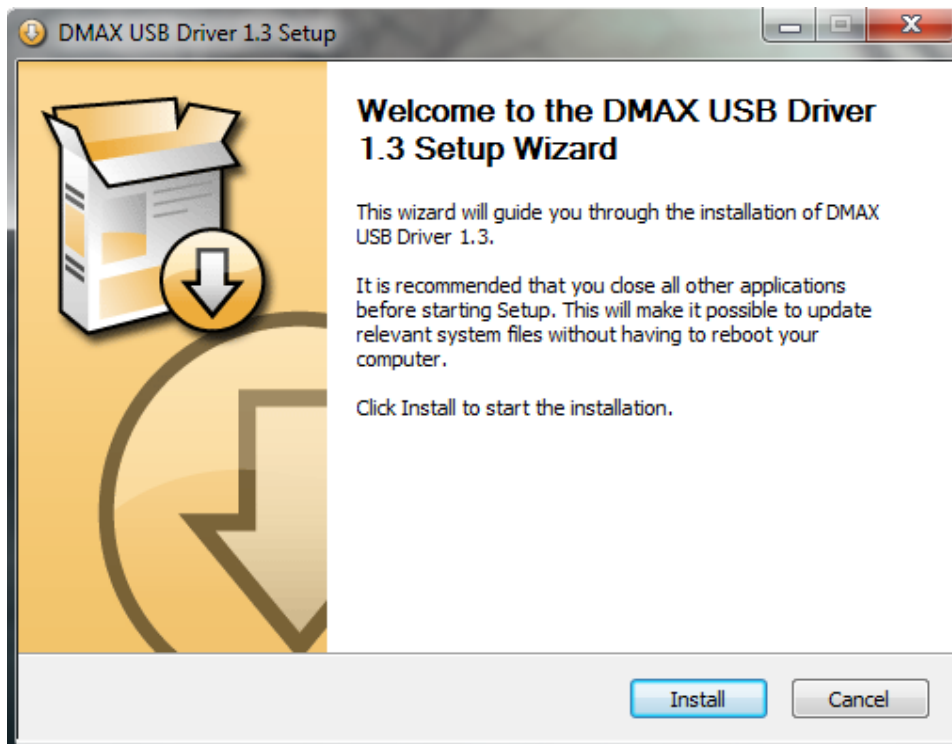 DMAX USB Driver 1.3 Setup
Welcome to the DMAX USB Driver
1.3 Setup Wizard
This wizard will guide you through the installation of DMAX
USB Driver 1.3.
It is recommended that you close all other applications
before starting Setup. This will make it possible to update
relevant system files without having to reboot your
computer.
Click Install to start the installation.
Install
Cancel